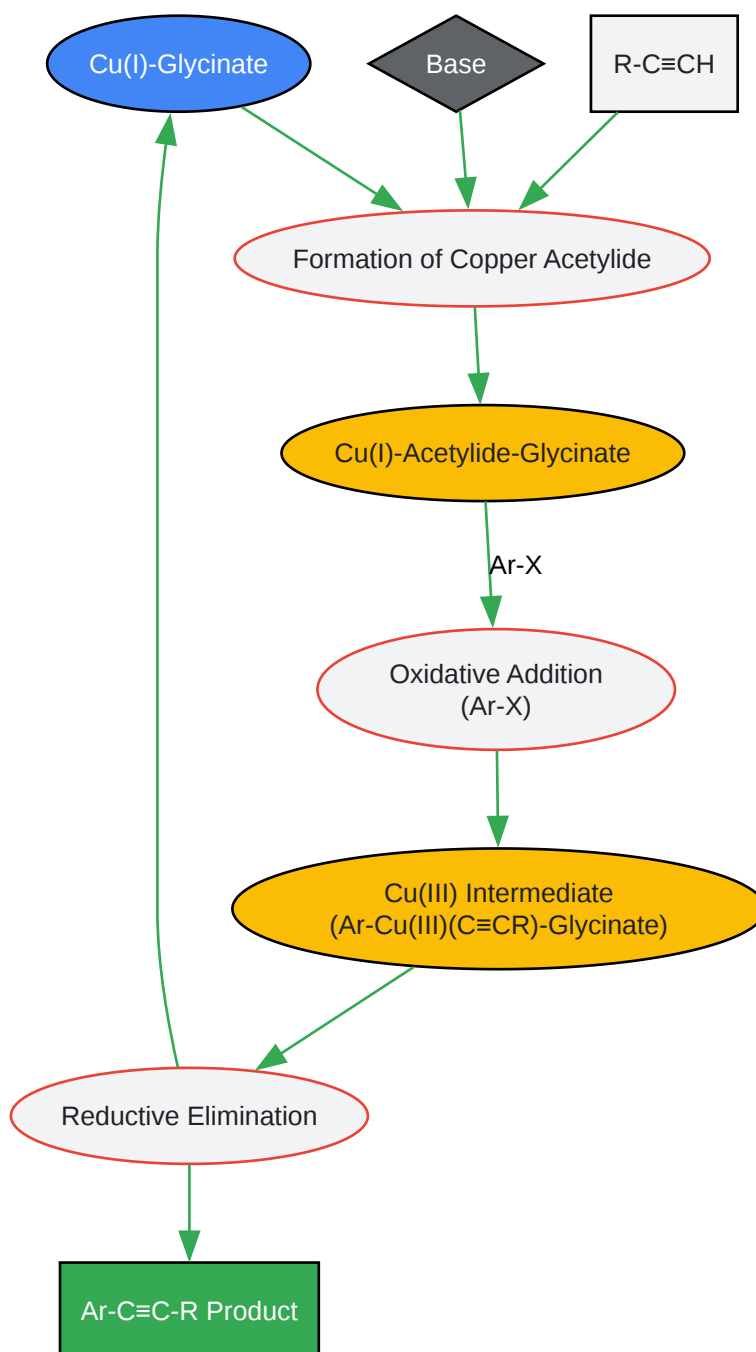 Cu(I)-Glycinate
Base
R-C≡CH
Formation of Copper Acetylide
Cu(I)-Acetylide-Glycinate
Ar-X
Oxidative Addition
(Ar-X)
Cu(III) Intermediate
(Ar-Cu(III)(C≡CR)-Glycinate)
Reductive Elimination
Ar-C≡C-R Product